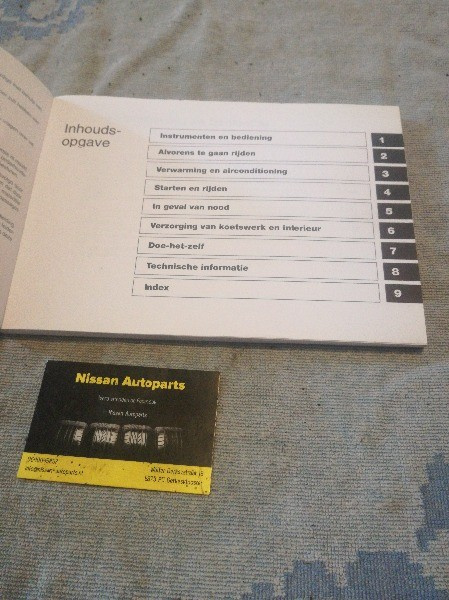 Inhouds-
opgave
Instrumenten en bediening 1
Alvorens te gaan rijden 2
Verwarming en airconditioning 3
Starten en rijden 4
In geval van nood 5
Verzorging van koetswerk en interieur 6
Doe-het-zelf 7
Technische informatie 8
Index 9
Nissan Autoparts
Nissan Autoparts